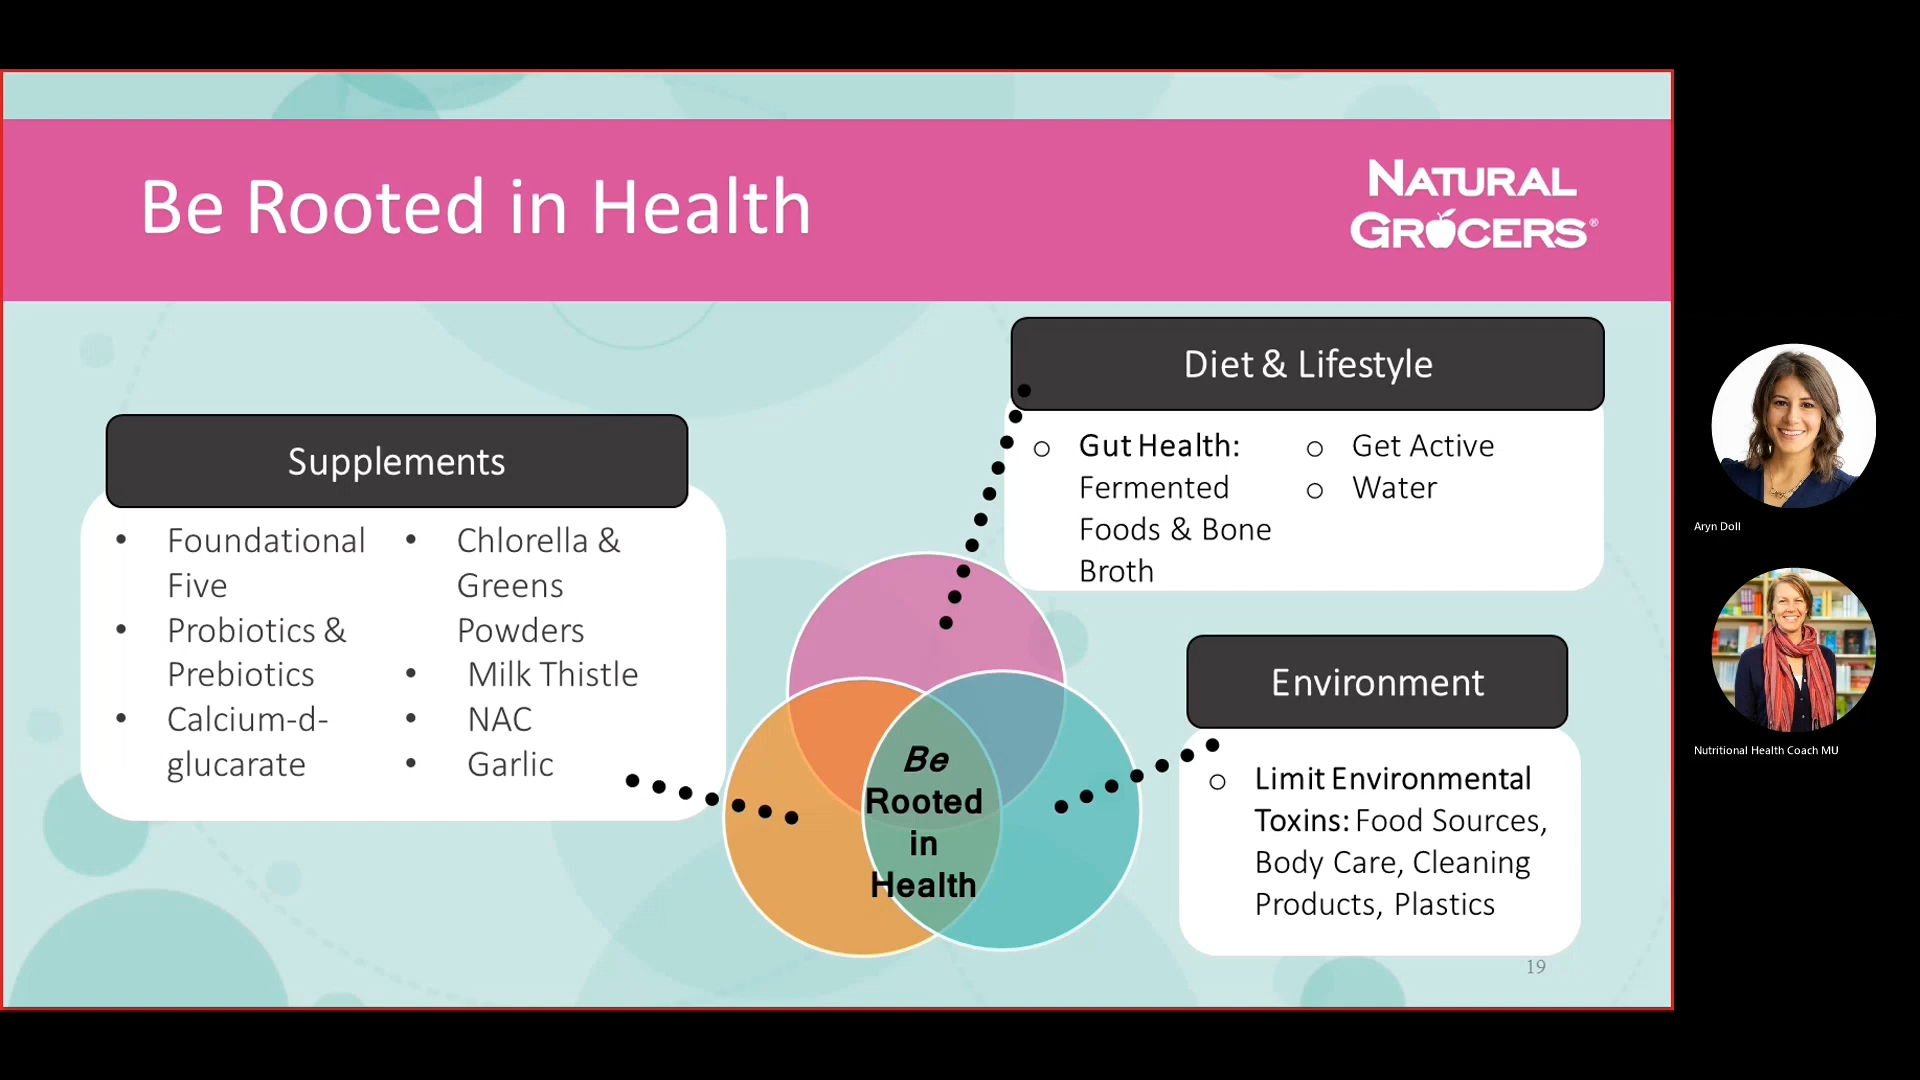 Be Rooted in Health
NATURAL
GROCERS®
Diet & Lifestyle
Gut Health:
Fermented
Foods & Bone
Broth
Get Active
Water
Supplements
Foundational
Five
Probiotics &
Prebiotics
Calcium-d-
glucarate
Chlorella &
Greens
Powders
Milk Thistle
NAC
Garlic
Environment
Limit Environmental
Toxins: Food Sources,
Body Care, Cleaning
Products, Plastics
Be
Rooted
in
Health
19
Aryn Doll
Nutritional Health Coach MU